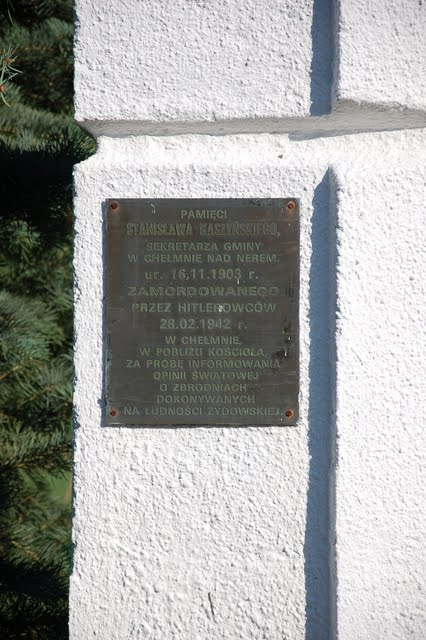 PAMIĘCI
STANISŁAWA KASZYŃSKIEGO,
SEKRETARZA GMINY
W CHEŁMNIE NAD NEREM,
ur. 16.11.1903 r.
ZAMORDOWANEGO
PRZEZ HITLEROWCÓW
28.02.1942 r.
W CHEŁMNIE,
W POBLIŻU KOŚCIOŁA,
ZA PRÓBĘ INFORMOWANIA
OPINII ŚWIATOWEJ
O ZBRODNIACH
DOKONYWANYCH
NA LUDNOŚCI ŻYDOWSKIEJ.